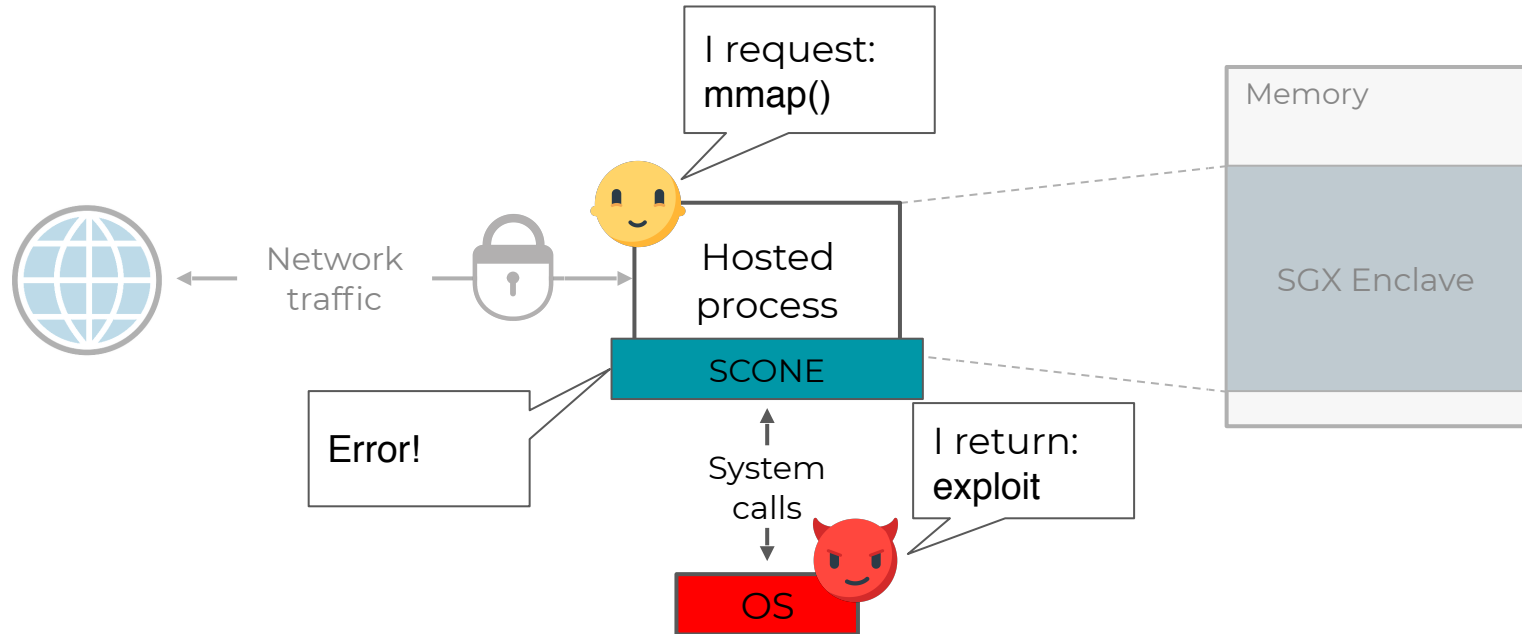 I request:
mmap()
Memory
Network
traffic
Hosted
process
SGX Enclave
SCONE
Error!
System
calls
I return:
exploit
OS